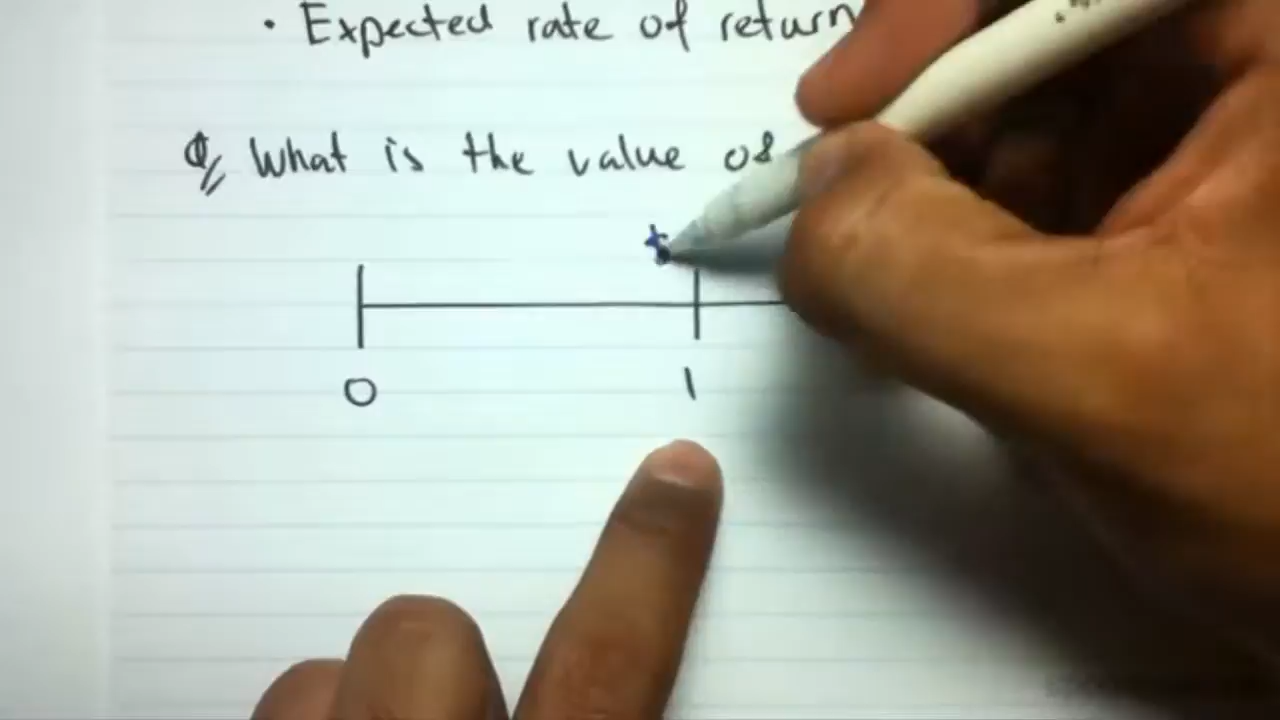 • Expected rate of return
Q, What is the value of
0 1